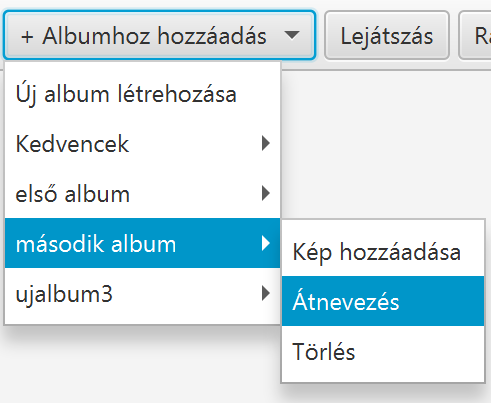 + Albumhoz hozzáadás
Lejátszás
Új album létrehozása
Kedvencek
első album
második album
Kép hozzáadása
Átnevezés
ujalbum3
Törlés